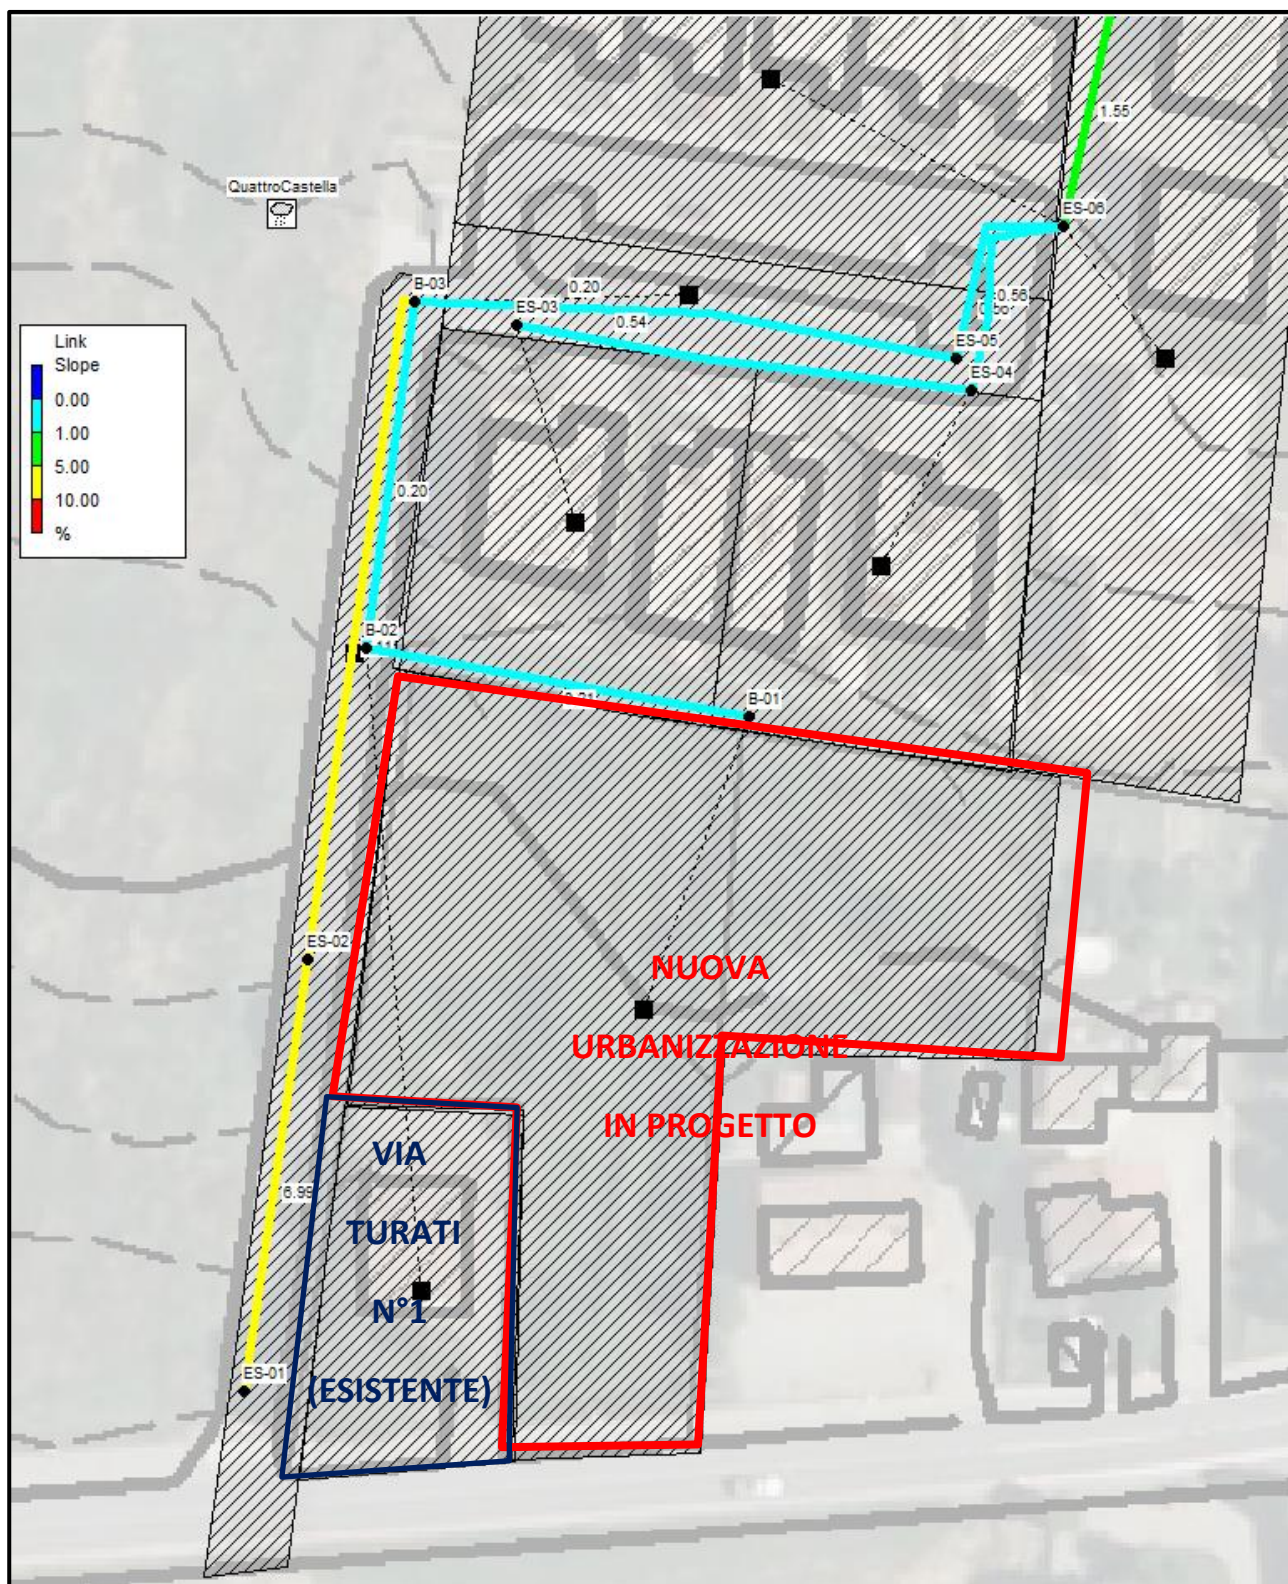 1.55
QuattroCastella
ES-06
B-03
0.20
ES-03
0.56
0.54
ES-05
ES-04
Link
Slope
0.00
1.00
5.00
10.00
%
0.20
B-02
B-01
ES-02
NUOVA
URBANIZZAZIONE
IN PROGETTO
VIA
TURATI
N°1
(ESISTENTE)
6.99
ES-01